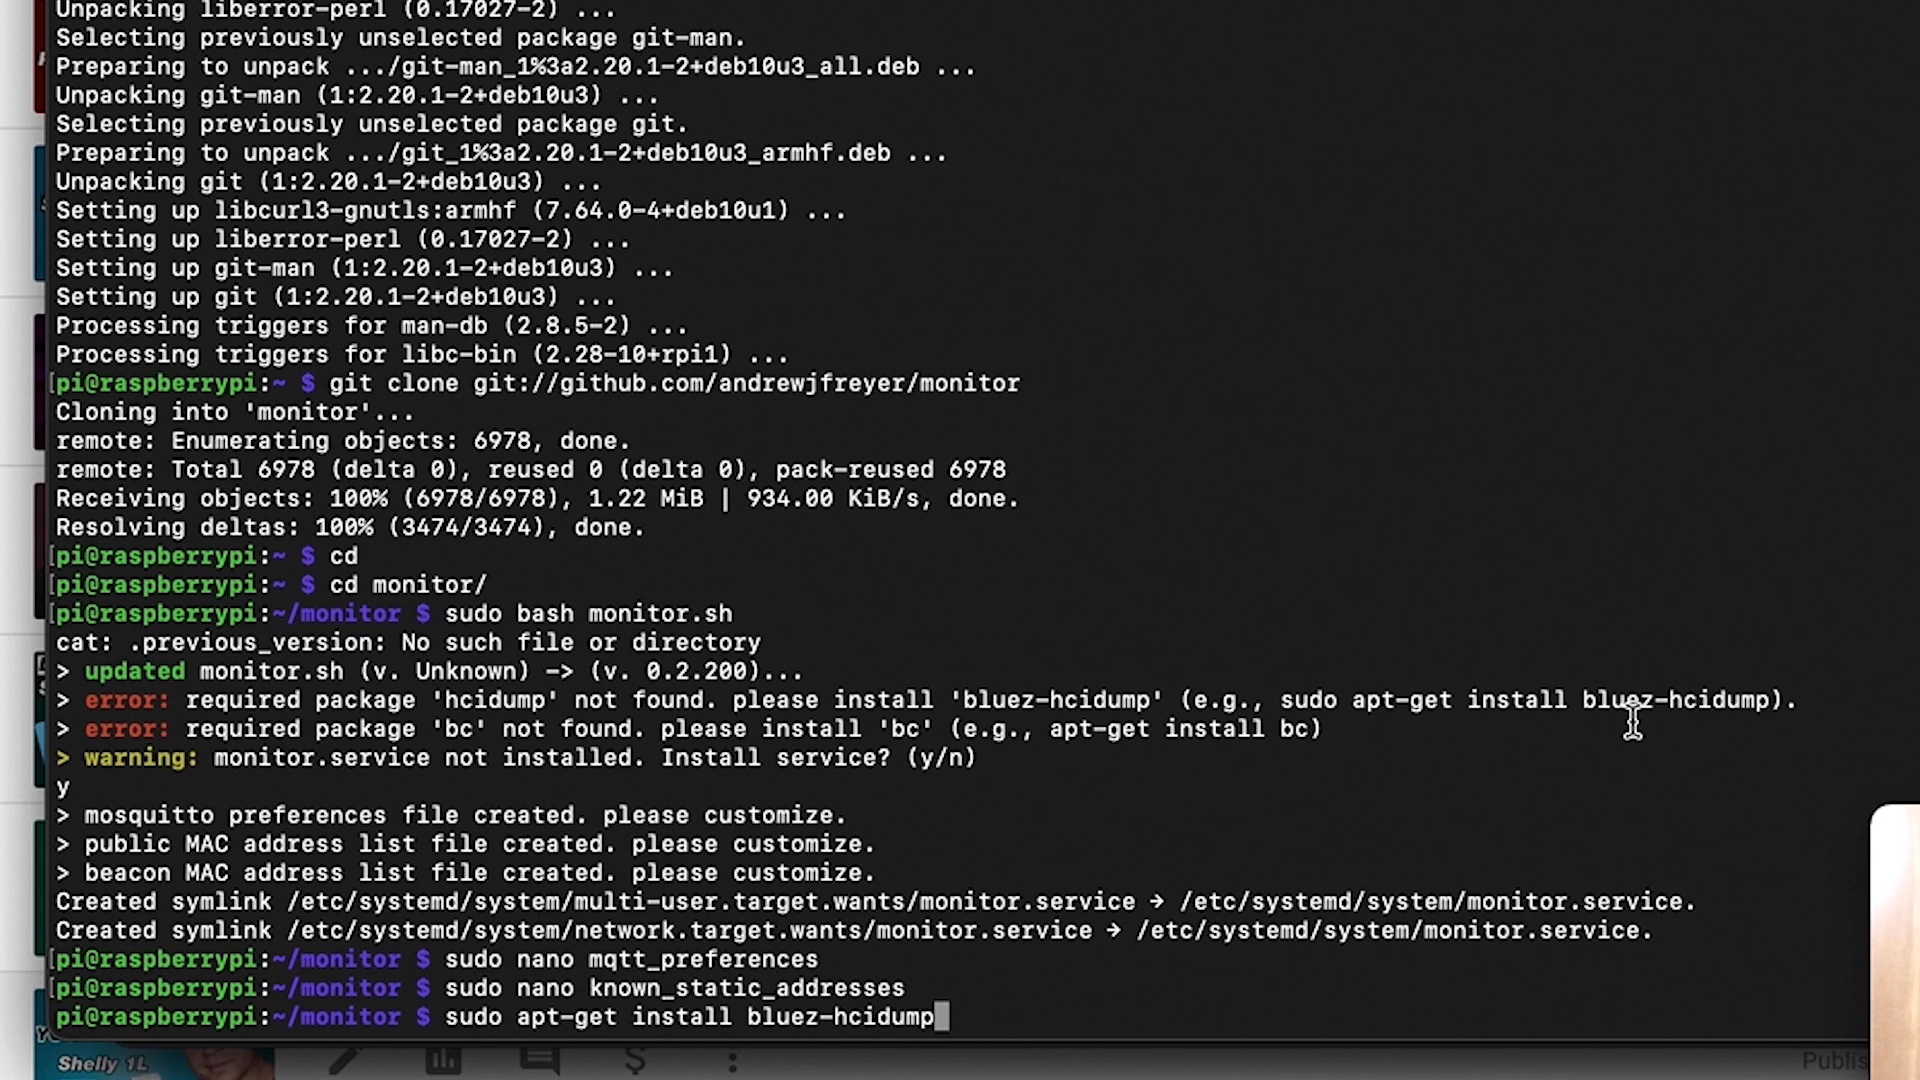 Unpacking liberror-perl (0.17027-2) ...
Selecting previously unselected package git-man.
Preparing to unpack .../git-man_1%3a2.20.1-2+deb10u3_all.deb ...
Unpacking git-man (1:2.20.1-2+deb10u3) ...
Selecting previously unselected package git.
Preparing to unpack .../git_1%3a2.20.1-2+deb10u3_armhf.deb ...
Unpacking git (1:2.20.1-2+deb10u3) ...
Setting up libcurl3-gnutls:armhf (7.64.0-4+deb10u1) ...
Setting up liberror-perl (0.17027-2) ...
Setting up git-man (1:2.20.1-2+deb10u3) ...
Setting up git (1:2.20.1-2+deb10u3) ...
Processing triggers for man-db (2.8.5-2) ...
Processing triggers for libc-bin (2.28-10+rpi1) ...
[pi@raspberrypi:~ $ git clone git://github.com/andrewjfreyer/monitor
Cloning into 'monitor'...
remote: Enumerating objects: 6978, done.
remote: Total 6978 (delta 0), reused 0 (delta 0), pack-reused 6978
Receiving objects: 100% (6978/6978), 1.22 MiB | 934.00 KiB/s, done.
Resolving deltas: 100% (3474/3474), done.
[pi@raspberrypi:~ $ cd
[pi@raspberrypi:~ $ cd monitor/
[pi@raspberrypi:~/monitor $ sudo bash monitor.sh
cat: .previous_version: No such file or directory
> updated monitor.sh (v. Unknown) -> (v. 0.2.200)...
> error: required package 'hcidump' not found. please install 'bluez-hcidump' (e.g., sudo apt-get install bluez-hcidump).
> error: required package 'bc' not found. please install 'bc' (e.g., apt-get install bc)
> warning: monitor.service not installed. Install service? (y/n)
y
> mosquitto preferences file created. please customize.
> public MAC address list file created. please customize.
> beacon MAC address list file created. please customize.
Created symlink /etc/systemd/system/multi-user.target.wants/monitor.service → /etc/systemd/system/monitor.service.
Created symlink /etc/systemd/system/network.target.wants/monitor.service → /etc/systemd/system/monitor.service.
[pi@raspberrypi:~/monitor $ sudo nano mqtt_preferences
[pi@raspberrypi:~/monitor $ sudo nano known_static_addresses
pi@raspberrypi:~/monitor $ sudo apt-get install bluez-hcidump
Shelly 1L